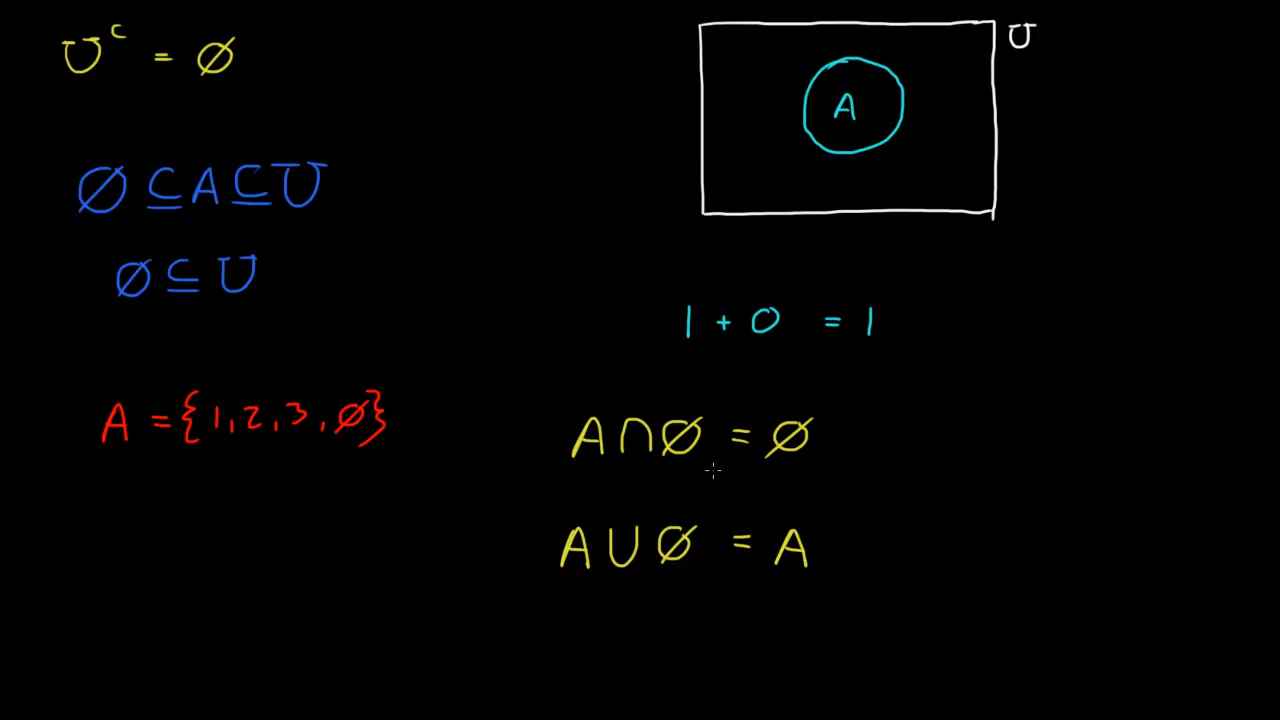 U^c = ∅
∅ ⊆ A ⊆ U
∅ ⊆ U
A = {1, 2, 3, ∅}
U
A
1 + 0 = 1
A ∩ ∅ = ∅
A ∪ ∅ = A